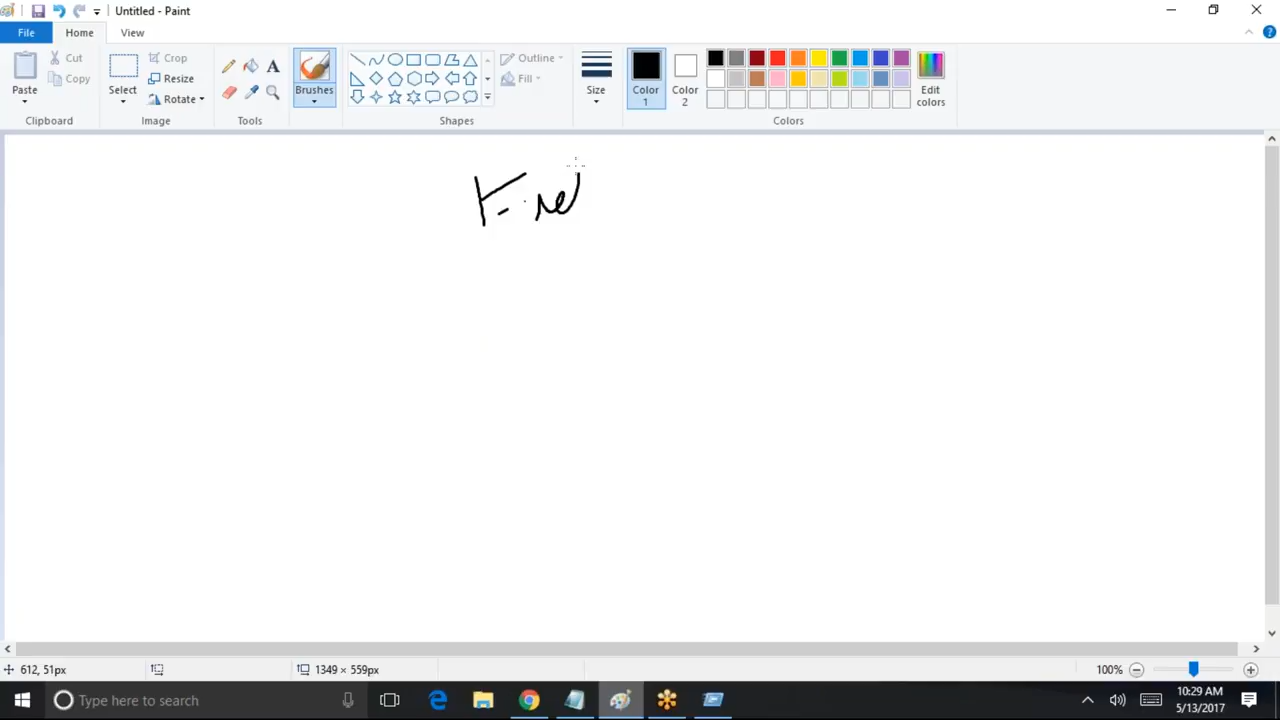 Untitled - Paint
File Home View
Paste
Cut
Copy
Clipboard
Select
Crop
Resize
Rotate
Image
A
Tools
Brushes
Shapes
Outline
Fill
Size
Color 1
Color 2
Edit colors
Colors
612, 51px
1349 × 559px
100%
Type here to search
10:29 AM
5/13/2017